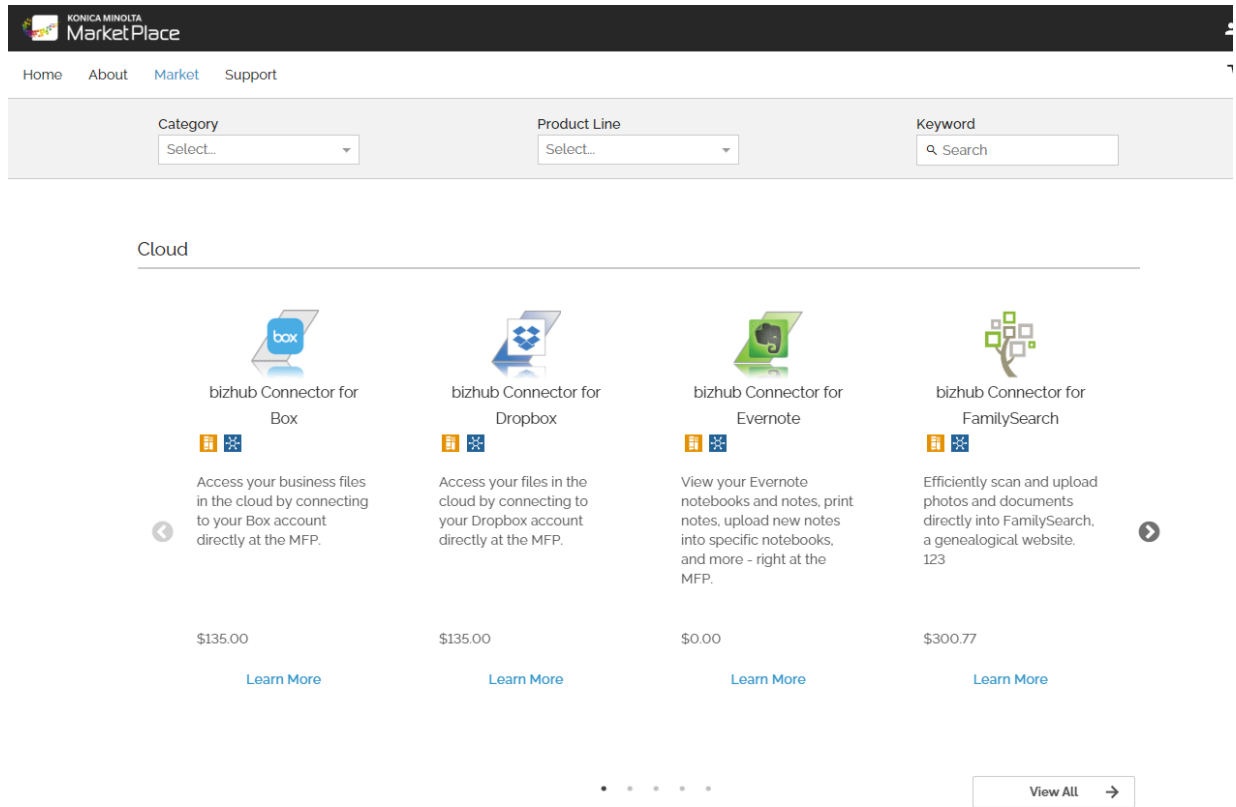 KONICA MINOLTA
MarketPlace
Home About Market Support
Category Product Line Keyword
Select... Select... Search
Cloud
box
bizhub Connector for
Box
Access your business files
in the cloud by connecting
to your Box account
directly at the MFP.
$135.00
Learn More
bizhub Connector for
Dropbox
Access your files in the
cloud by connecting to
your Dropbox account
directly at the MFP.
$135.00
Learn More
bizhub Connector for
Evernote
View your Evernote
notebooks and notes, print
notes, upload new notes
into specific notebooks,
and more - right at the
MFP.
$0.00
Learn More
bizhub Connector for
FamilySearch
Efficiently scan and upload
photos and documents
directly into FamilySearch,
a genealogical website.
123
$300.77
Learn More
View All